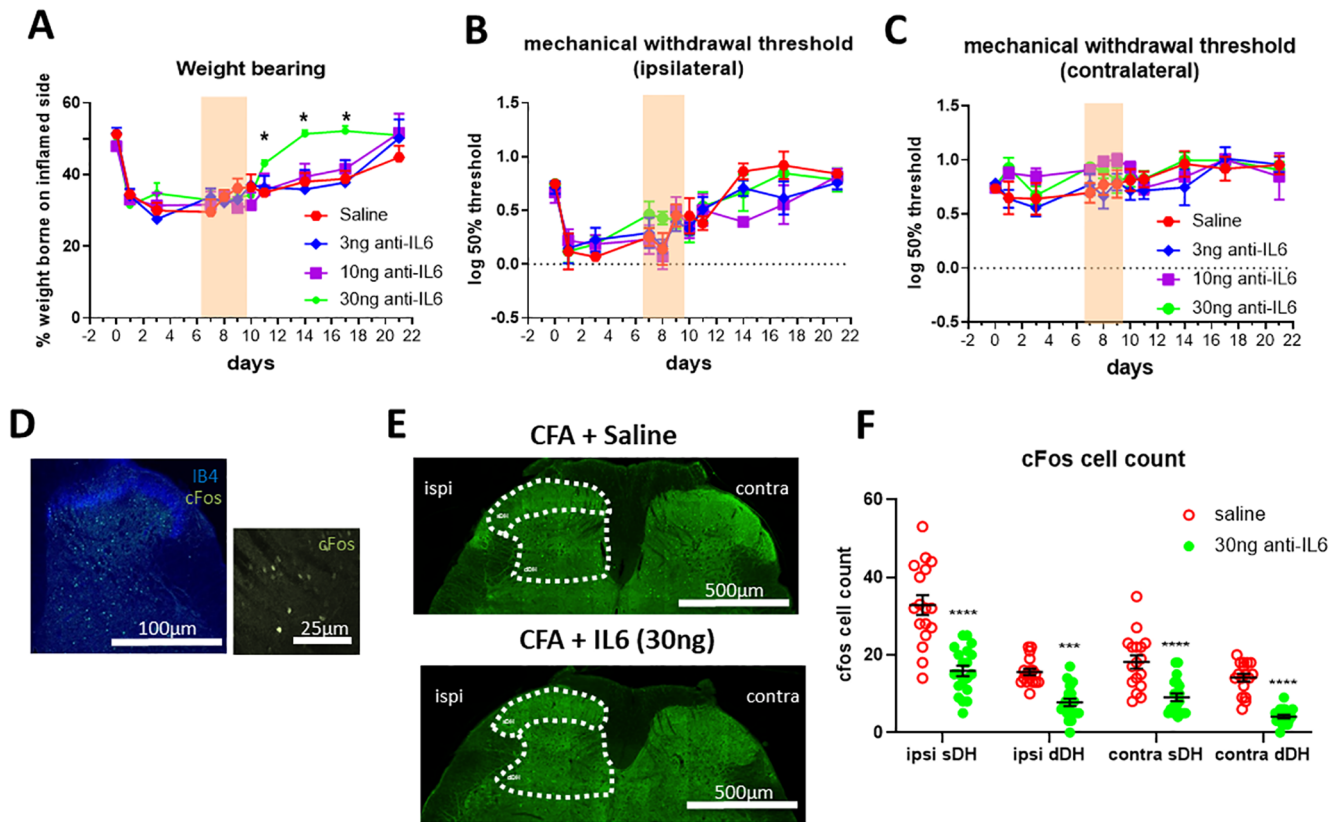 A
Weight bearing
% weight borne on inflamed side
60
40
20
0
-2 0 2 4 6 8 10 12 14 16 18 20 22
days
* * *
Saline
3ng anti-IL6
10ng anti-IL6
30ng anti-IL6
B
mechanical withdrawal threshold
(ipsilateral)
log 50% threshold
1.5
1.0
0.5
0.0
-0.5
-2 0 2 4 6 8 10 12 14 16 18 20 22
days
C
mechanical withdrawal threshold
(contralateral)
log 50% threshold
1.5
1.0
0.5
0.0
-0.5
-2 0 2 4 6 8 10 12 14 16 18 20 22
days
Saline
3ng anti-IL6
10ng anti-IL6
30ng anti-IL6
D
IB4
cFos
100µm
cFos
25µm
E
CFA + Saline
ispi
contra
sDH
dDH
500µm
CFA + IL6 (30ng)
ispi
contra
sDH
dDH
500µm
F
cFos cell count
cfos cell count
60
40
20
0
saline
30ng anti-IL6
**** *** **** ****
ipsi sDH ipsi dDH contra sDH contra dDH